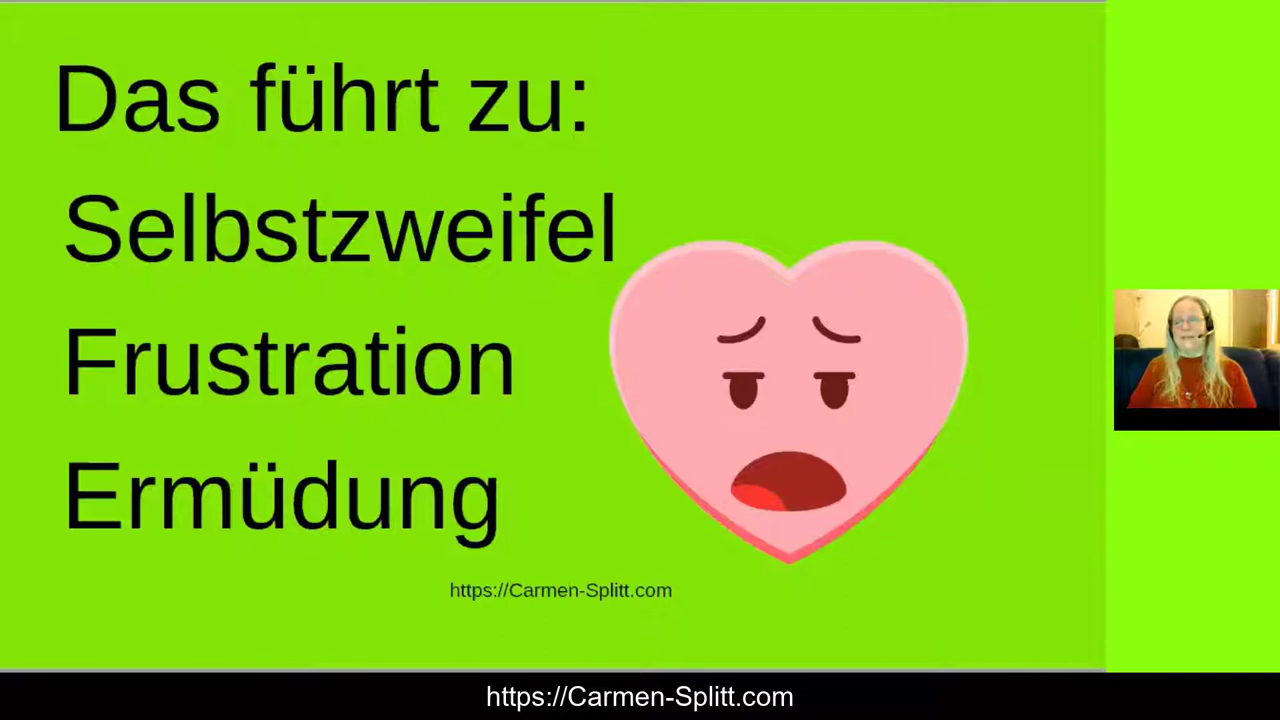 Das führt zu:
Selbstzweifel
Frustration
Ermüdung
https://Carmen-Splitt.com
https://Carmen-Splitt.com